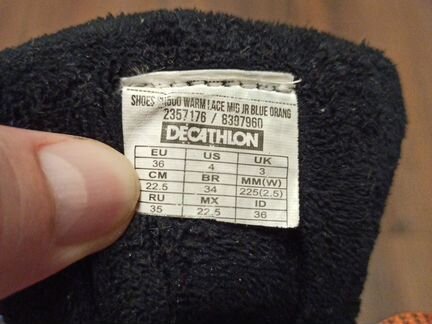 SHOES SH500 WARM LACE MIG JR BLUE ORANG
2357176 / 8397960
DECATHLON
EU US UK
36 4 3
CM BR MM(W)
22.5 34 225(2.5)
RU MX ID
35 22.5 36